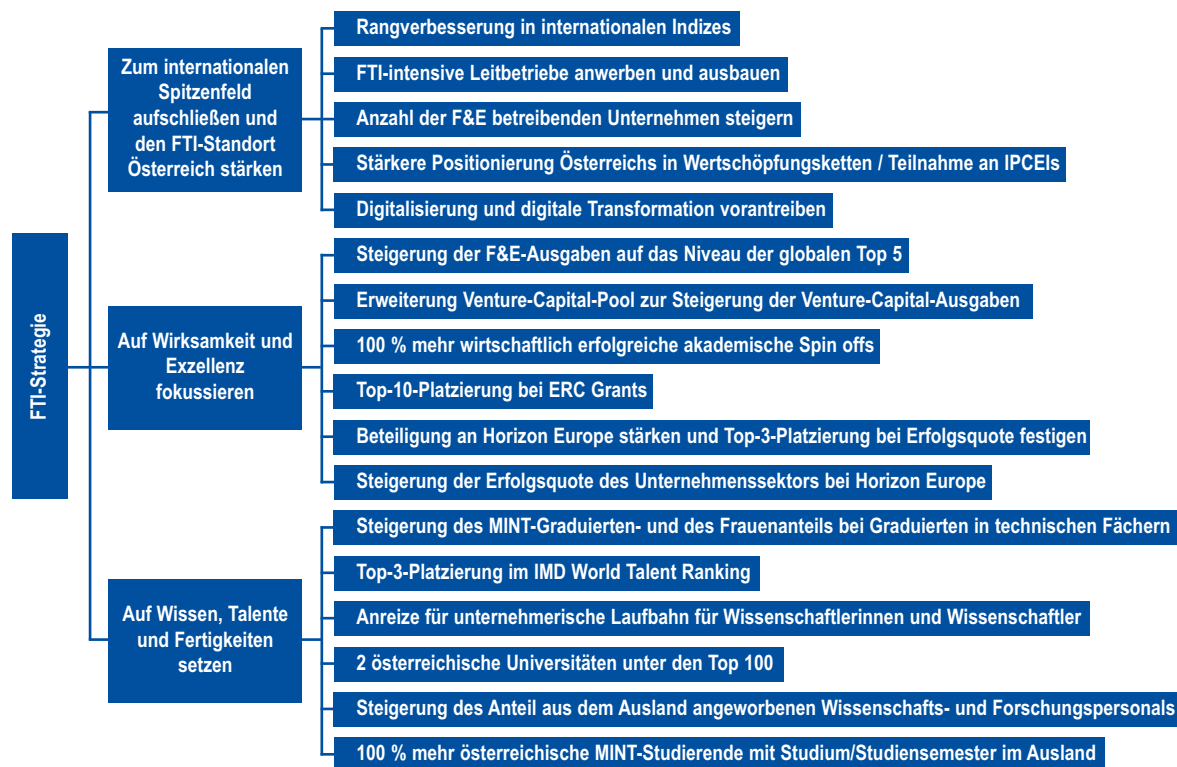 FTI-Strategie
Zum internationalen
Spitzenfeld
aufschließen und
den FTI-Standort
Österreich stärken
Rangverbesserung in internationalen Indizes
FTI-intensive Leitbetriebe anwerben und ausbauen
Anzahl der F&E betreibenden Unternehmen steigern
Stärkere Positionierung Österreichs in Wertschöpfungsketten / Teilnahme an IPCEIs
Digitalisierung und digitale Transformation vorantreiben
Auf Wirksamkeit und
Exzellenz
fokussieren
Steigerung der F&E-Ausgaben auf das Niveau der globalen Top 5
Erweiterung Venture-Capital-Pool zur Steigerung der Venture-Capital-Ausgaben
100 % mehr wirtschaftlich erfolgreiche akademische Spin offs
Top-10-Platzierung bei ERC Grants
Beteiligung an Horizon Europe stärken und Top-3-Platzierung bei Erfolgsquote festigen
Steigerung der Erfolgsquote des Unternehmenssektors bei Horizon Europe
Auf Wissen, Talente
und Fertigkeiten
setzen
Steigerung des MINT-Graduierten- und des Frauenanteils bei Graduierten in technischen Fächern
Top-3-Platzierung im IMD World Talent Ranking
Anreize für unternehmerische Laufbahn für Wissenschaftlerinnen und Wissenschaftler
2 österreichische Universitäten unter den Top 100
Steigerung des Anteil aus dem Ausland angeworbenen Wissenschafts- und Forschungspersonals
100 % mehr österreichische MINT-Studierende mit Studium/Studiensemester im Ausland